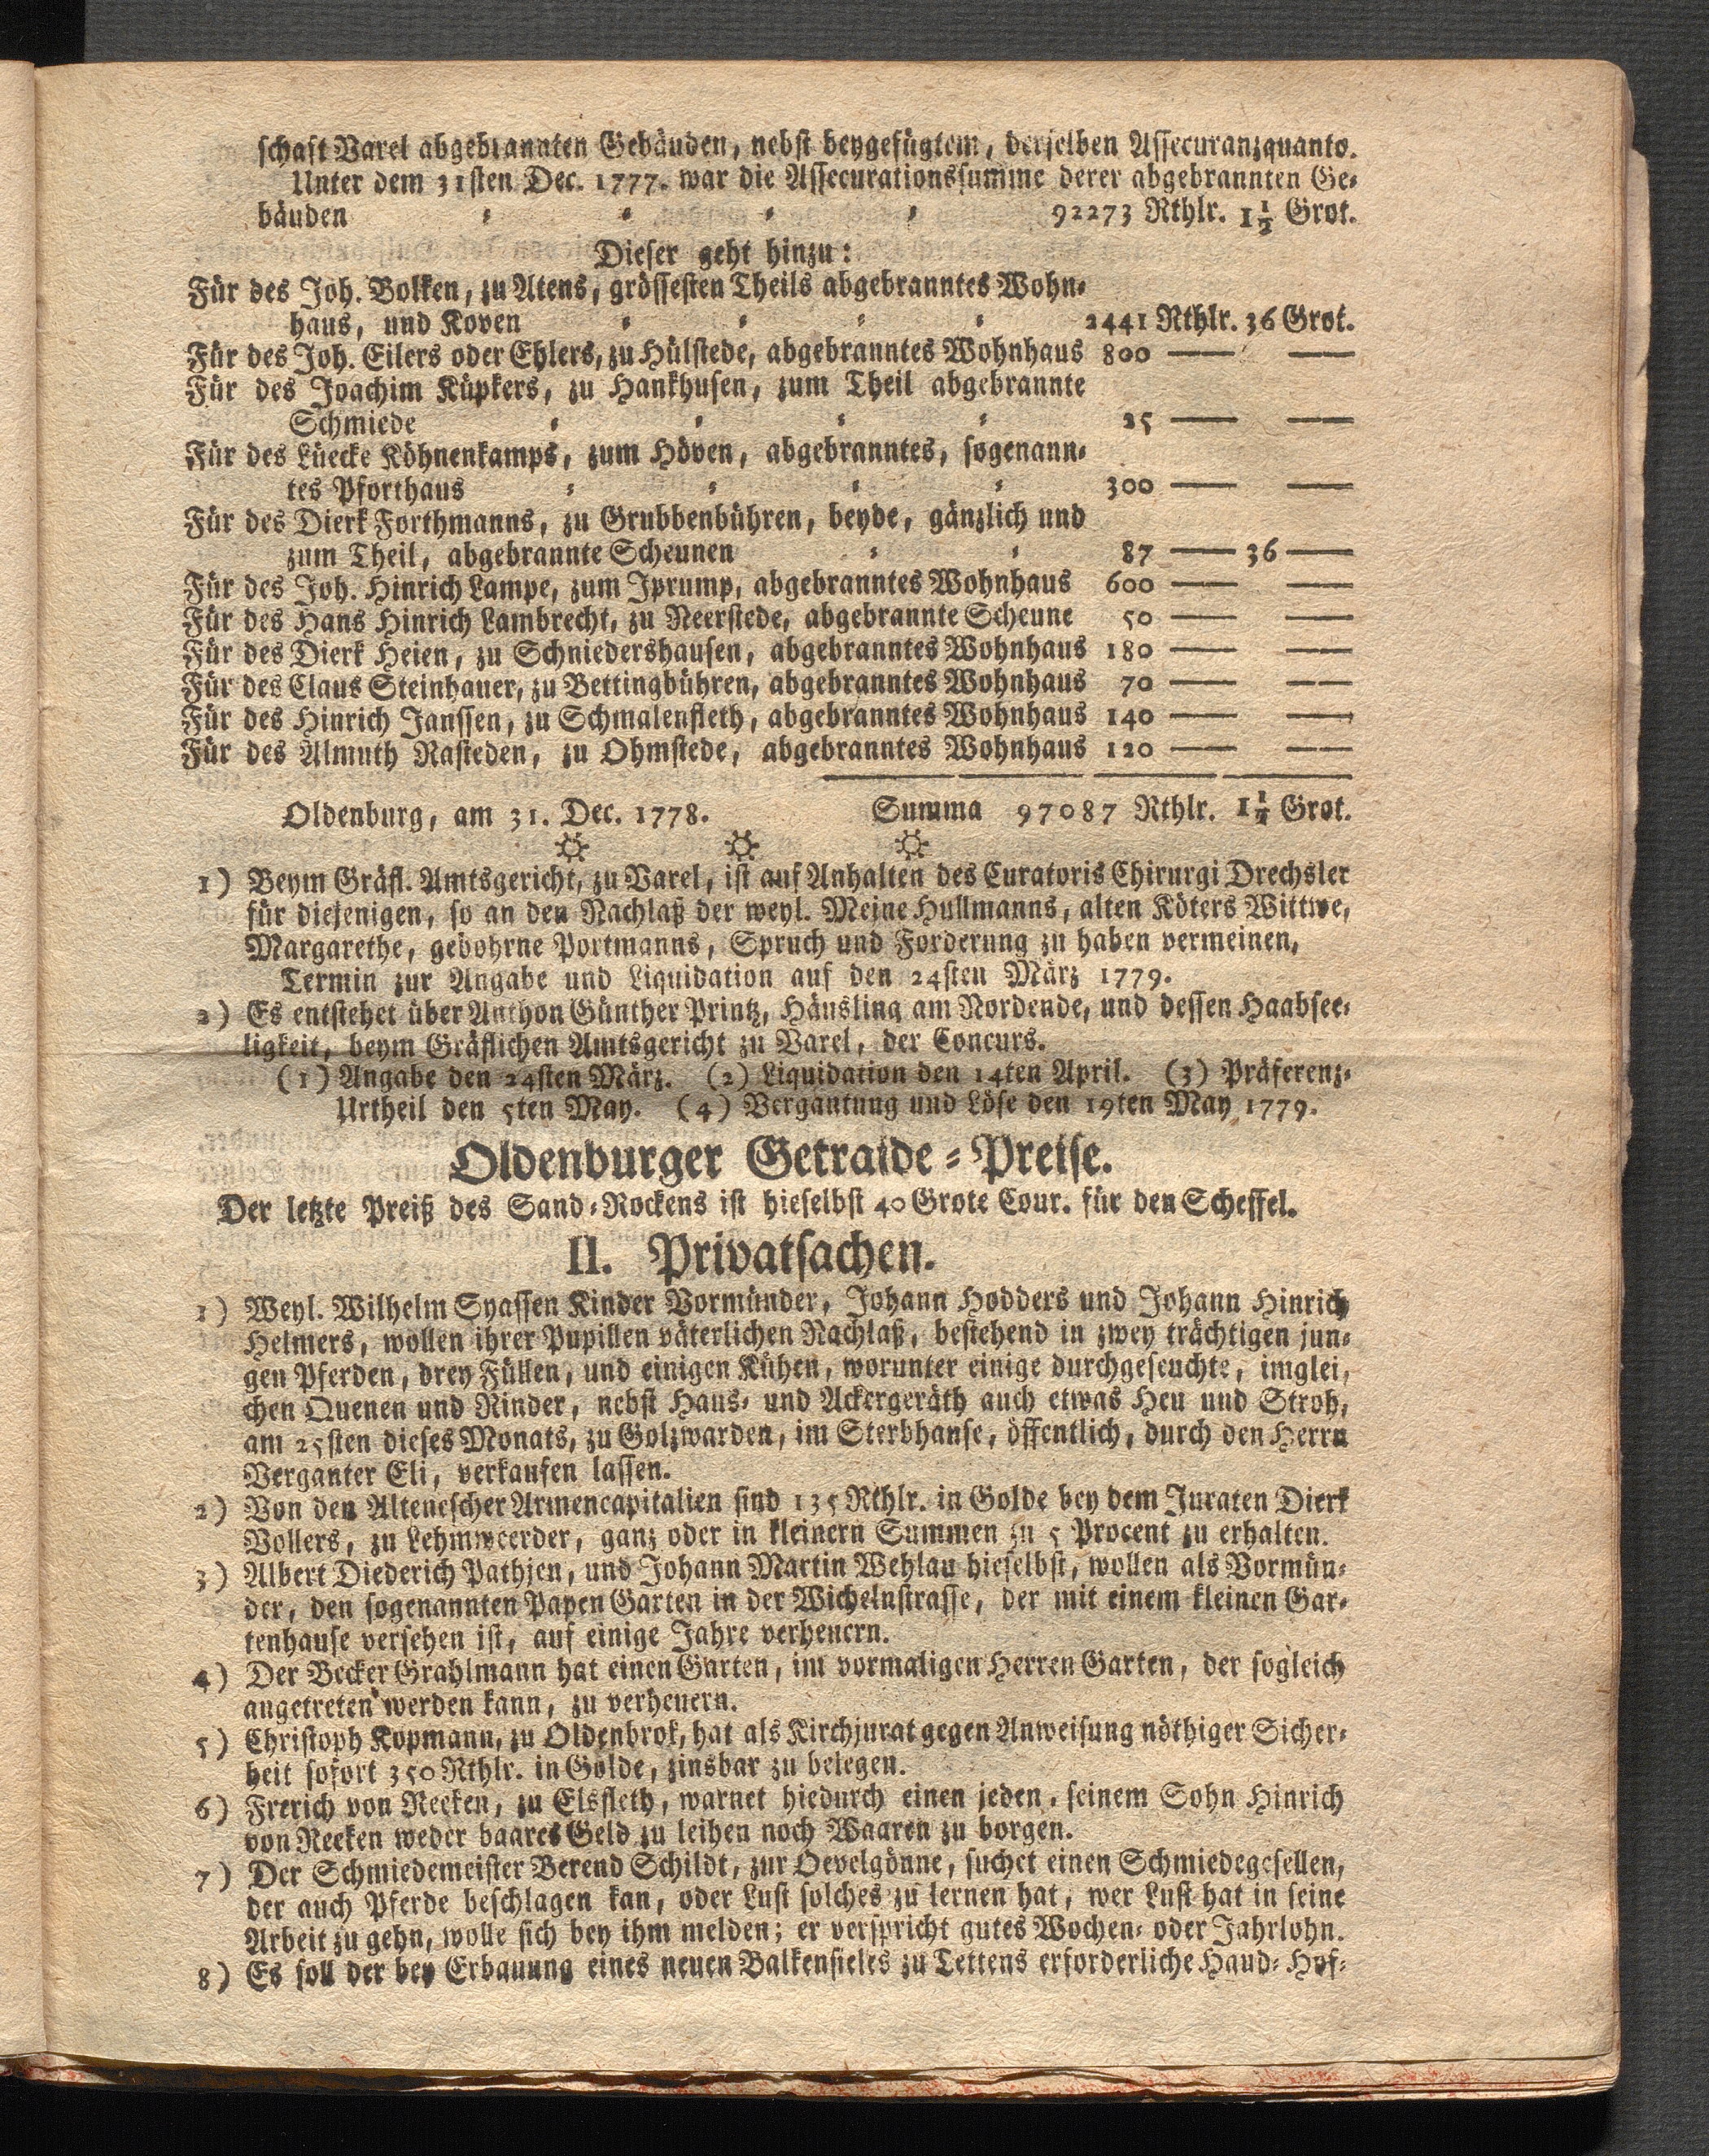 schaft Varel abgebrannten Gebäuden, nebst beygefügtem, derselben Assecuranzquanto.
Unter dem 31sten Dec. 1777. war die Assecurationssumme derer abgebrannten Ge-
bäuden - - - - 92273 Rthlr. 1½ Grot.
Dieser geht hinzu:
Für des Joh. Bolken, zu Atens, grössesten Theils abgebranntes Wohn-
haus, und Koven - - - - 2441 Rthlr. 36 Grot.
Für des Joh. Eilers oder Ehlers, zu Hülstede, abgebranntes Wohnhaus 800 — —
Für des Joachim Küpkers, zu Hankhusen, zum Theil abgebrannte
Schmiede - - - - 25 — —
Für des Lüecke Köhnenkamps, zum Höven, abgebranntes, sogenann-
tes Pforthaus - - - - 300 — —
Für des Dierk Forthmanns, zu Grubbenbühren, beyde, gänzlich und
zum Theil, abgebrannte Scheunen - - 87 — 36 —
Für des Joh. Hinrich Lampe, zum Iprump, abgebranntes Wohnhaus 600 — —
Für des Hans Hinrich Lambrecht, zu Neerstede, abgebrannte Scheune 50 — —
Für des Dierk Heien, zu Schniedershausen, abgebranntes Wohnhaus 180 — —
Für des Claus Steinhauer, zu Bettingbühren, abgebranntes Wohnhaus 70 — —
Für des Hinrich Janssen, zu Schmalenfleth, abgebranntes Wohnhaus 140 — —
Für des Almuth Rasteden, zu Ohmstede, abgebranntes Wohnhaus 120 — —
Oldenburg, am 31. Dec. 1778. Summa 97087 Rthlr. 1½ Grot.
1) Beym Gräfl. Amtsgericht, zu Varel, ist auf Anhalten des Curatoris Chirurgi Drechsler
für diejenigen, so an den Nachlaß der weyl. Meine Hullmanns, alten Köters Wittwe,
Margarethe, gebohrne Portmanns, Spruch und Forderung zu haben vermeinen,
Termin zur Angabe und Liquidation auf den 24sten März 1779.
2) Es entstehet über Anthon Günther Printz, Häusling am Nordende, und dessen Haabsee-
ligkeit, beym Gräflichen Amtsgericht zu Varel, der Concurs.
(1) Angabe den 24sten März. (2) Liquidation den 14ten April. (3) Präferenz-
Urtheil den 5ten May. (4) Vergantung und Löse den 19ten May 1779.
Oldenburger Getraide-Preise.
Der letzte Preiß des Sand-Rockens ist hieselbst 40 Grote Cour. für den Scheffel.
II. Privatsachen.
1) Weyl. Wilhelm Syassen Kinder Vormünder, Johann Hodders und Johann Hinrich
Helmers, wollen ihrer Pupillen väterlichen Nachlaß, bestehend in zwey trächtigen jun-
gen Pferden, drey Füllen, und einigen Kühen, worunter einige durchgeseuchte, imglei,
chen Quenen und Rinder, nebst Haus- und Ackergeräth auch etwas Heu und Stroh,
am 25sten dieses Monats, zu Golzwarden, im Sterbhause, öffentlich, durch den Herrn
Verganter Eli, verkaufen lassen.
2) Von den Altenescher Armencapitalien sind 135 Rthlr. in Golde bey dem Juraten Dierk
Vollers, zu Lehmweerder, ganz oder in kleinern Summen zu 5 Procent zu erhalten.
3) Albert Diederich Pathjen, und Johann Martin Wehlau hieselbst, wollen als Vormün-
der, den sogenannten Papen Garten in der Wichelnstrasse, der mit einem kleinen Gar-
tenhause versehen ist, auf einige Jahre verheuern.
4) Der Becker Grahlmann hat einen Garten, im vormaligen Herren Garten, der sogleich
angetreten werden kann, zu verheuern.
5) Christoph Kopmann, zu Oldenbrok, hat als Kirchjurat gegen Anweisung nöthiger Sicher-
heit sofort 350 Rthlr. in Golde, zinsbar zu belegen.
6) Frerich von Reeken, zu Elsfleth, warnet hiedurch einen jeden, seinem Sohn Hinrich
von Reeken weder baares Geld zu leihen noch Waaren zu borgen.
7) Der Schmiedemeister Berend Schildt, zur Oevelgönne, suchet einen Schmiedegesellen,
der auch Pferde beschlagen kan, oder Lust solches zu lernen hat, wer Lust hat in seine
Arbeit zu gehn, wolle sich bey ihm melden; er verspricht gutes Wochen- oder Jahrlohn.
8) Es soll der bey Erbauung eines neuen Balkensieles zu Tettens erforderliche Hand- Hof-